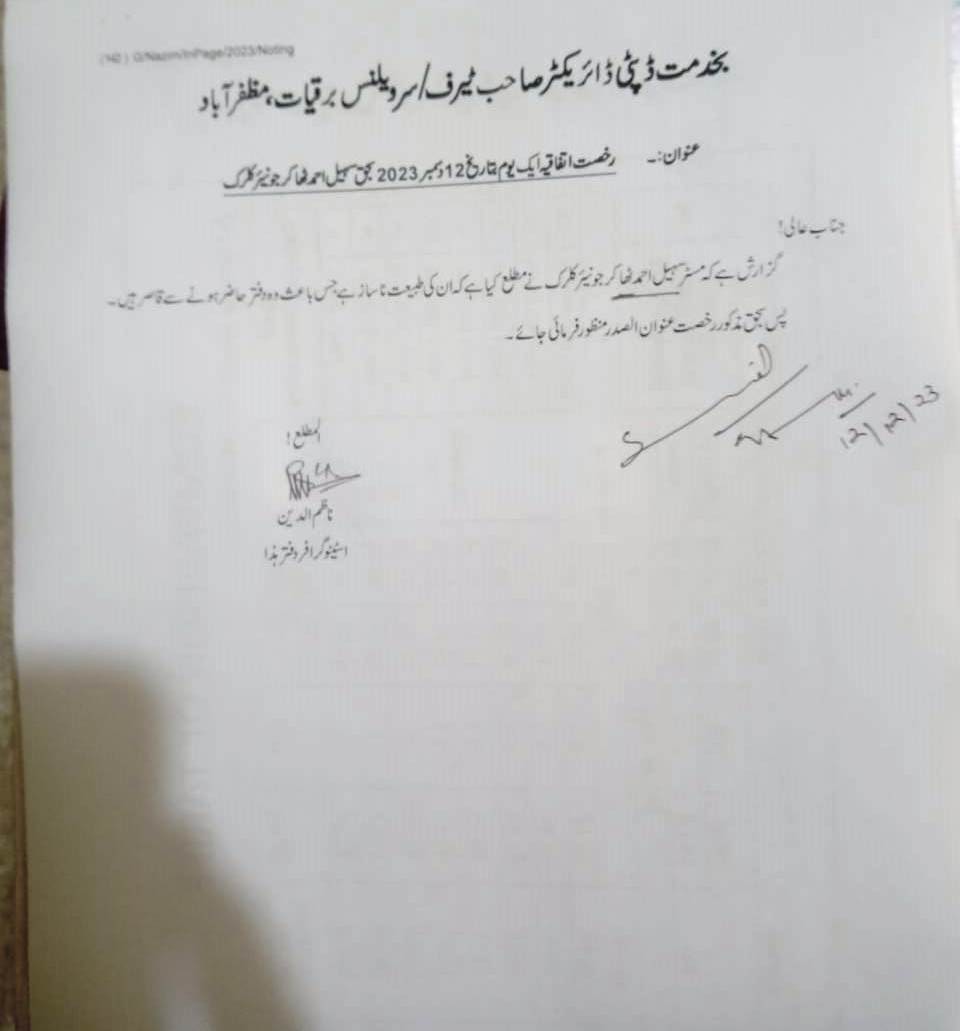 (N2) G/Nazim/InPage/2023/Noting
بخدمت ڈپٹی ڈائریکٹر صاحب ٹیرف/سرویلنس برقیات، مظفرآباد
عنوان:۔ رخصت اتفاقیہ ایک یوم بتاریخ 12 دسمبر 2023 بحق سہیل احمد ٹھاکر جونیئر کلرک
جناب عالی!
گزارش ہے کہ مسٹر سہیل احمد ٹھاکر جونیئر کلرک نے مطلع کیا ہے کہ ان کی طبیعت ناساز ہے جس باعث وہ دفتر حاضر ہونے سے قاصر ہیں۔
پس بحق مذکور رخصت عنوان الصدر منظور فرمائی جائے۔
12/12/23
المطلع!
ناظم الدین
اسٹینوگرافر دفتر ہذا